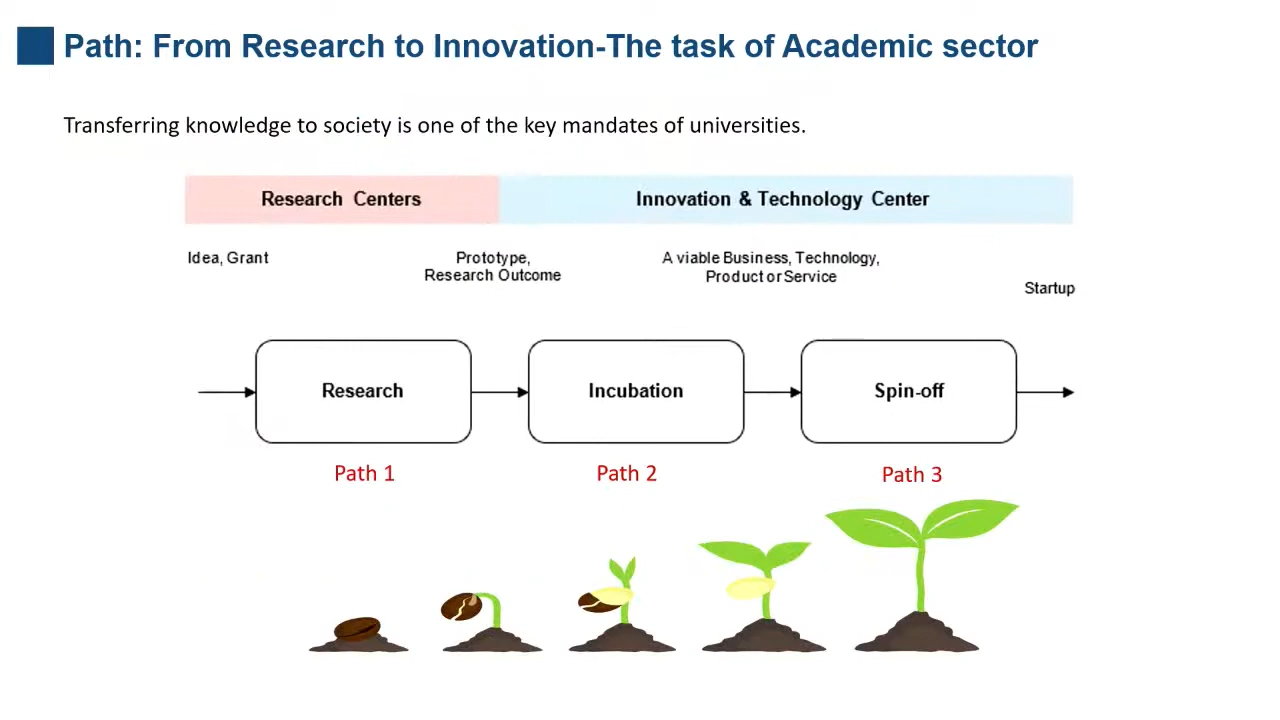 Path: From Research to Innovation-The task of Academic sector
Transferring knowledge to society is one of the key mandates of universities.
Research Centers
Innovation & Technology Center
Idea, Grant
Prototype,
Research Outcome
A viable Business, Technology,
Product or Service
Startup
Research
Incubation
Spin-off
Path 1
Path 2
Path 3